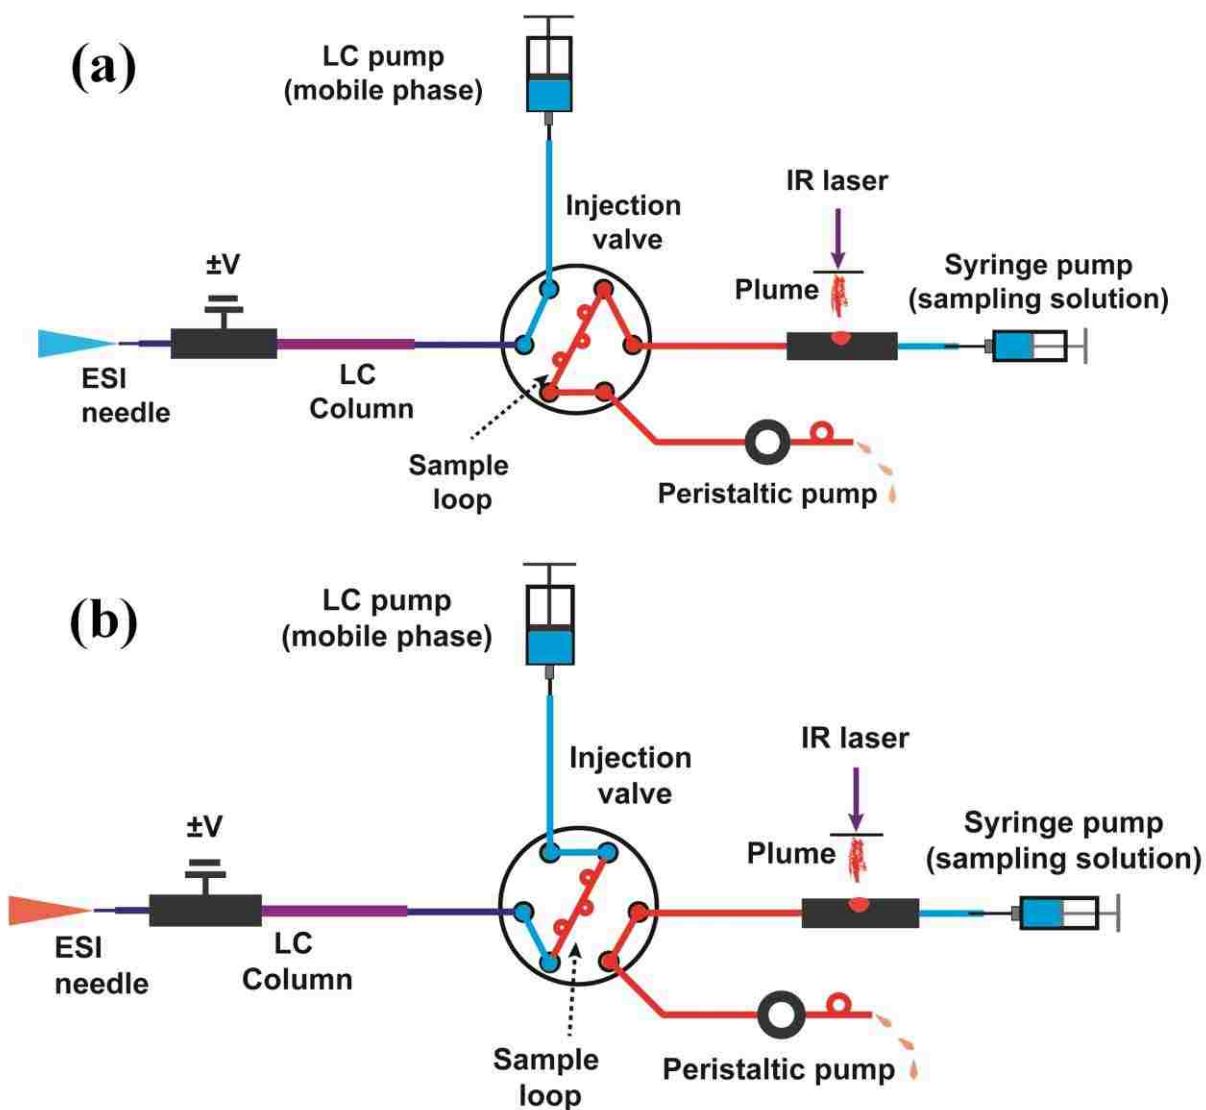 (a)
LC pump
(mobile phase)
IR laser
Injection
valve
±V
Plume
Syringe pump
(sampling solution)
ESI
needle
LC
Column
Sample
loop
Peristaltic pump
(b)
LC pump
(mobile phase)
IR laser
Injection
valve
±V
Plume
Syringe pump
(sampling solution)
ESI
needle
LC
Column
Sample
loop
Peristaltic pump